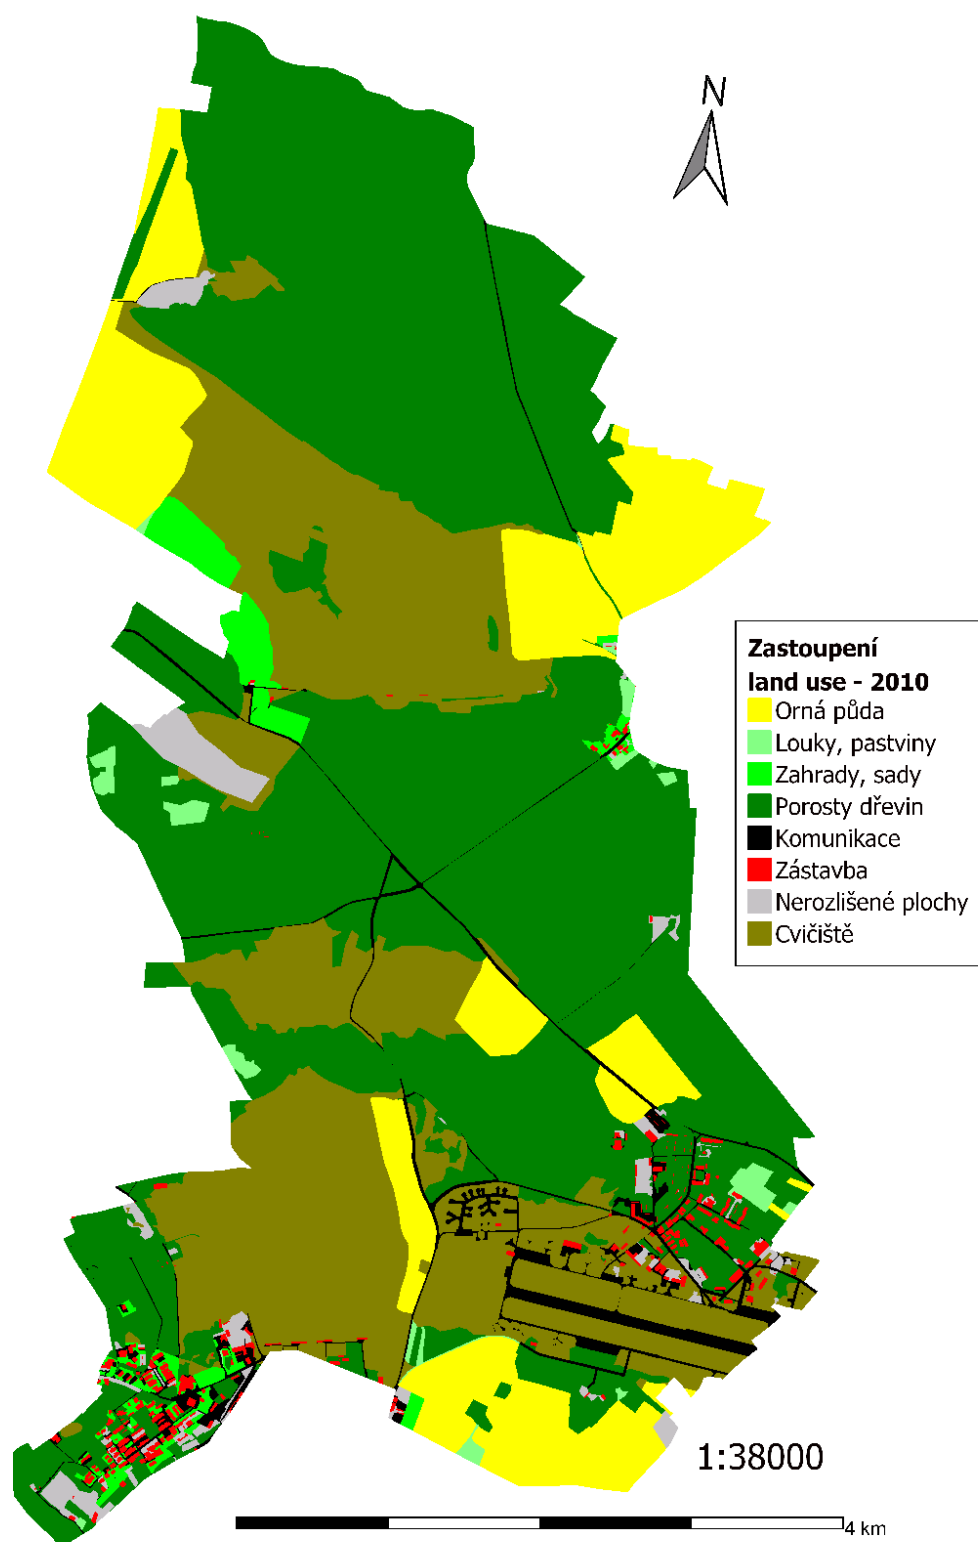 N
Zastoupení
land use - 2010
Orná půda
Louky, pastviny
Zahrady, sady
Porosty dřevin
Komunikace
Zástavba
Nerozlišené plochy
Cvičiště
1:38000
4 km